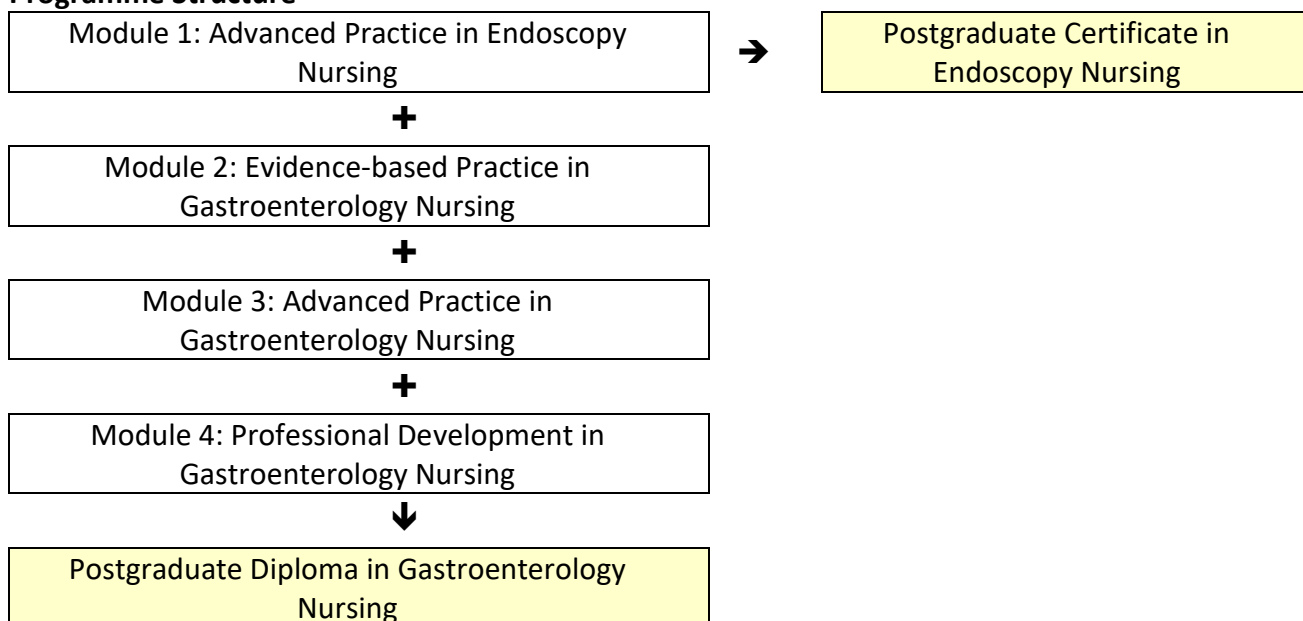 Programme Structure
Module 1: Advanced Practice in Endoscopy
Nursing
➔
Postgraduate Certificate in
Endoscopy Nursing
+
Module 2: Evidence-based Practice in
Gastroenterology Nursing
+
Module 3: Advanced Practice in
Gastroenterology Nursing
+
Module 4: Professional Development in
Gastroenterology Nursing
↓
Postgraduate Diploma in Gastroenterology
Nursing